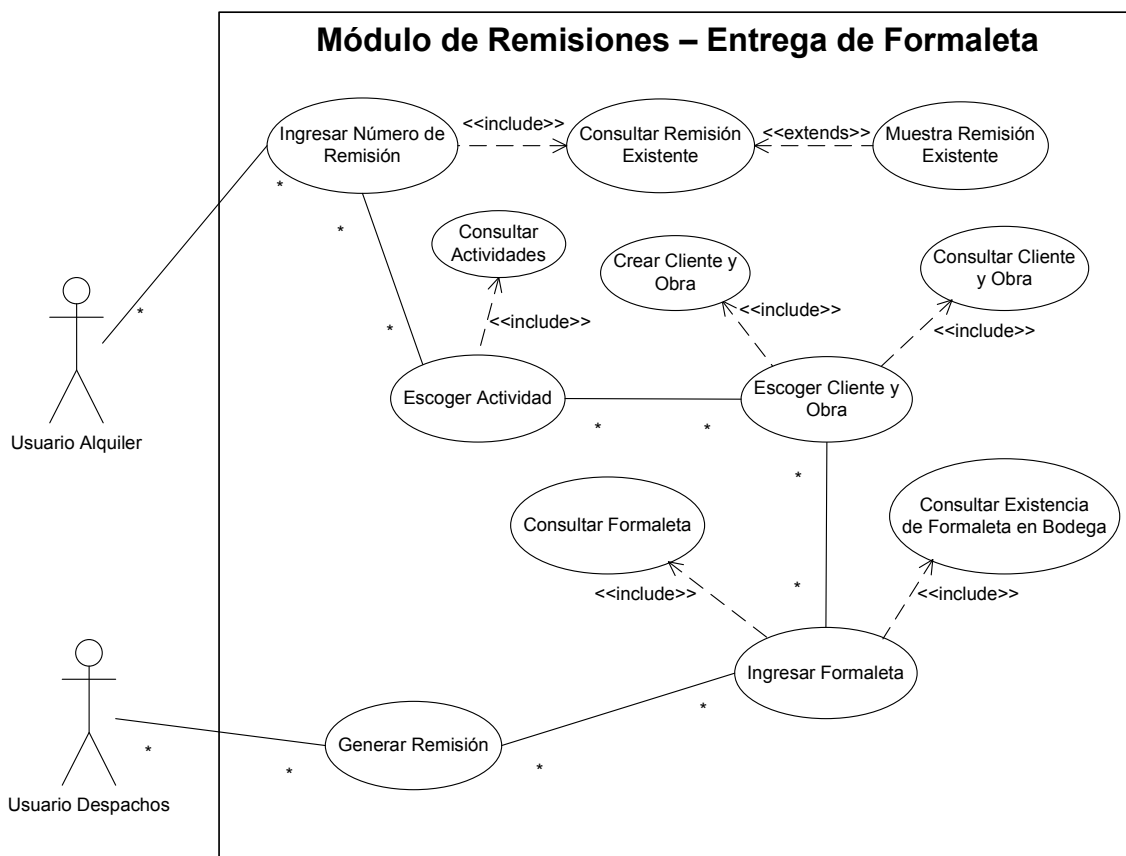 Módulo de Remisiones – Entrega de Formaleta
Ingresar Número de
Remisión
<<include>>
Consultar Remisión
Existente
<<extends>>
Muestra Remisión
Existente
*
*
Consultar
Actividades
Crear Cliente y
Obra
Consultar Cliente
y Obra
<<include>>
<<include>>
<<include>>
*
*
Escoger Actividad
Escoger Cliente y
Obra
*
*
Usuario Alquiler
*
Consultar Formaleta
Consultar Existencia
de Formaleta en Bodega
<<include>>
*
<<include>>
Ingresar Formaleta
*
Generar Remisión
*
*
*
Usuario Despachos